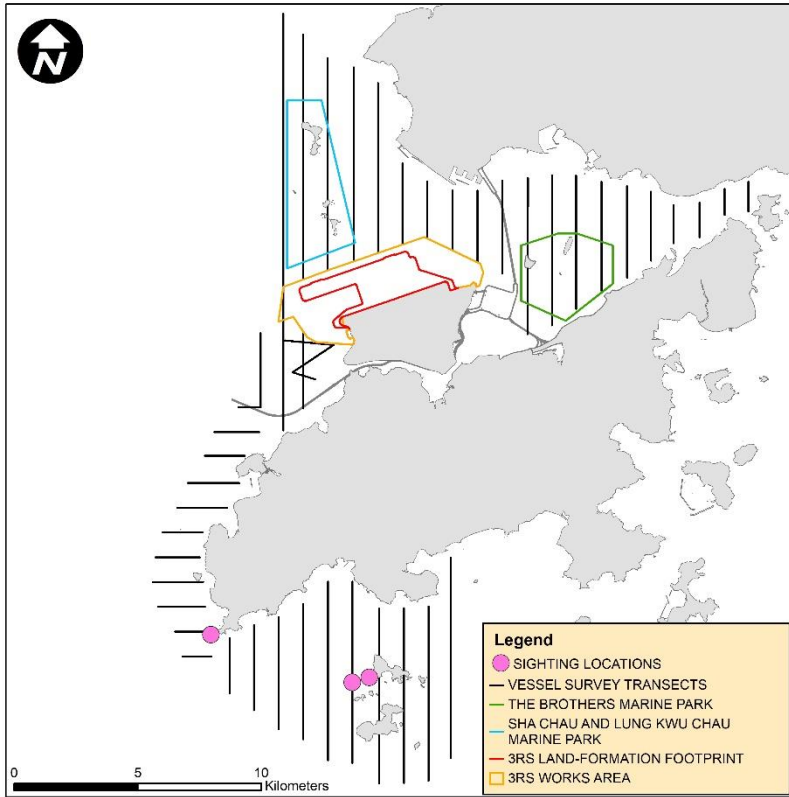 N
Legend
SIGHTING LOCATIONS
VESSEL SURVEY TRANSECTS
THE BROTHERS MARINE PARK
SHA CHAU AND LUNG KWU CHAU
MARINE PARK
3RS LAND-FORMATION FOOTPRINT
3RS WORKS AREA
0 5 10
Kilometers